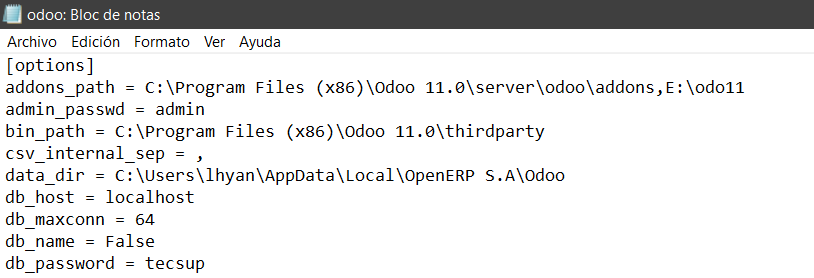 odoo: Bloc de notas
Archivo Edición Formato Ver Ayuda
[options]
addons_path = C:\Program Files (x86)\Odoo 11.0\server\odoo\addons,E:\odo11
admin_passwd = admin
bin_path = C:\Program Files (x86)\Odoo 11.0\thirdparty
csv_internal_sep = ,
data_dir = C:\Users\lhyan\AppData\Local\OpenERP S.A\Odoo
db_host = localhost
db_maxconn = 64
db_name = False
db_password = tecsup